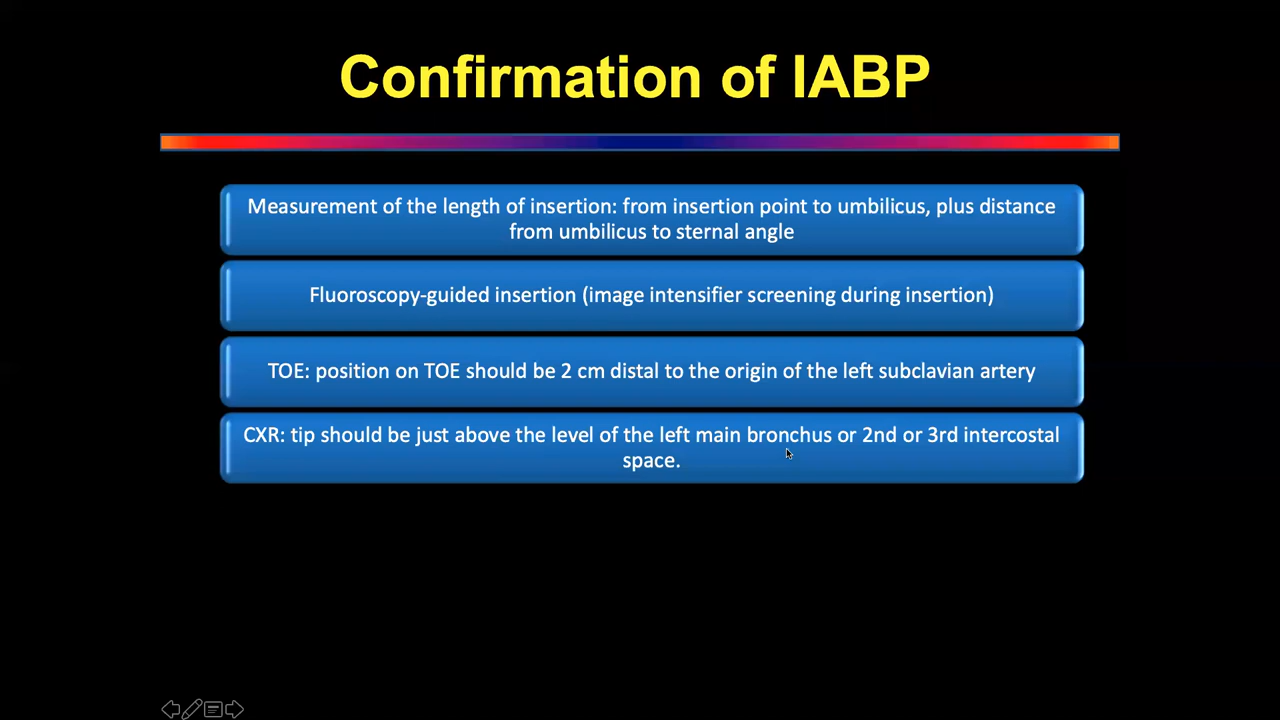 Confirmation of IABP
Measurement of the length of insertion: from insertion point to umbilicus, plus distance
from umbilicus to sternal angle
Fluoroscopy-guided insertion (image intensifier screening during insertion)
TOE: position on TOE should be 2 cm distal to the origin of the left subclavian artery
CXR: tip should be just above the level of the left main bronchus or 2nd or 3rd intercostal
space.